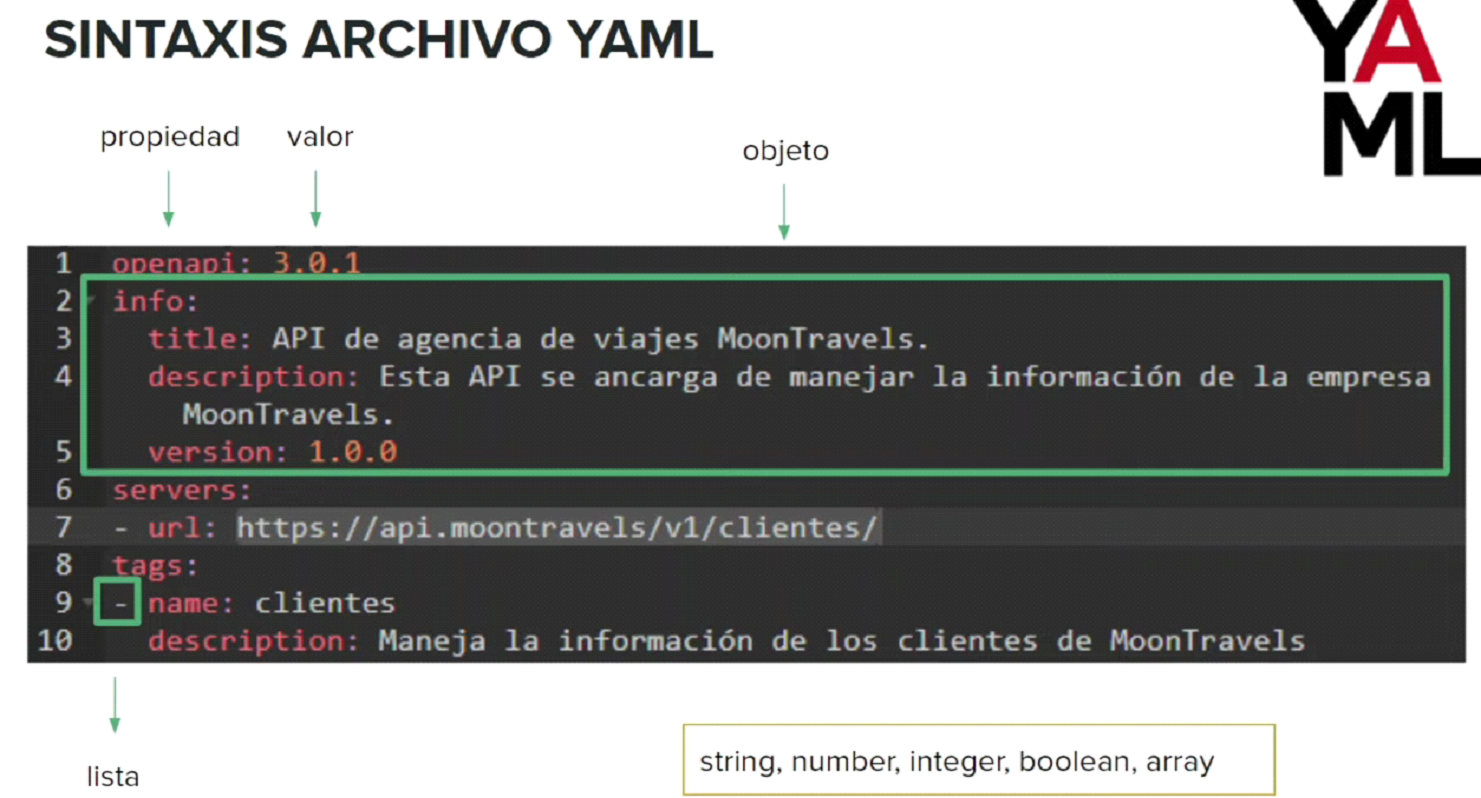 SINTAXIS ARCHIVO YAML
YA
ML
propiedad valor
objeto
1 openapi: 3.0.1
2 info:
3 title: API de agencia de viajes MoonTravels.
4 description: Esta API se ancarga de manejar la información de la empresa
MoonTravels.
5 version: 1.0.0
6 servers:
7 - url: https://api.moontravels/v1/clientes/
8 tags:
9 - name: clientes
10 description: Maneja la información de los clientes de MoonTravels
lista
string, number, integer, boolean, array